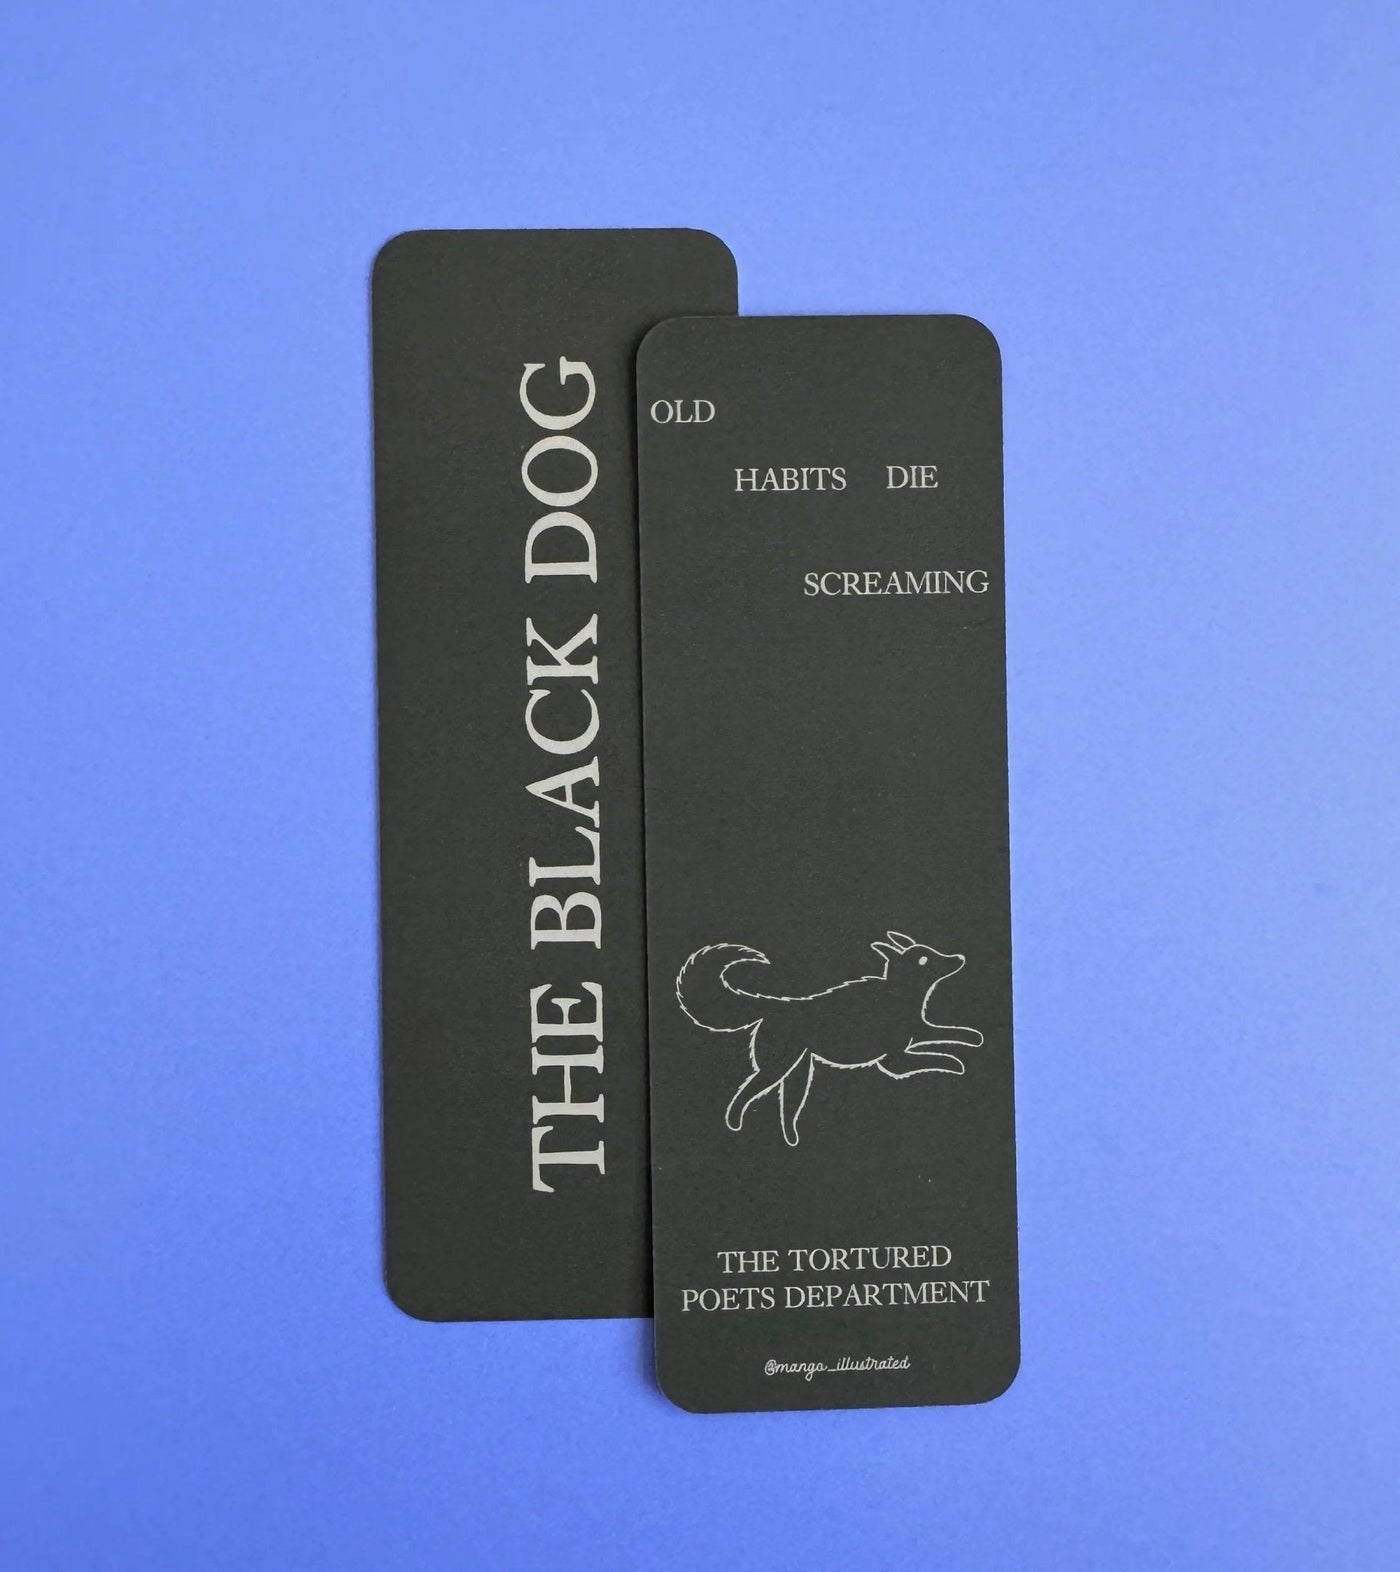 THE BLACK DOG
OLD
HABITS DIE
SCREAMING
THE TORTURED
POETS DEPARTMENT
@mango_illustrated